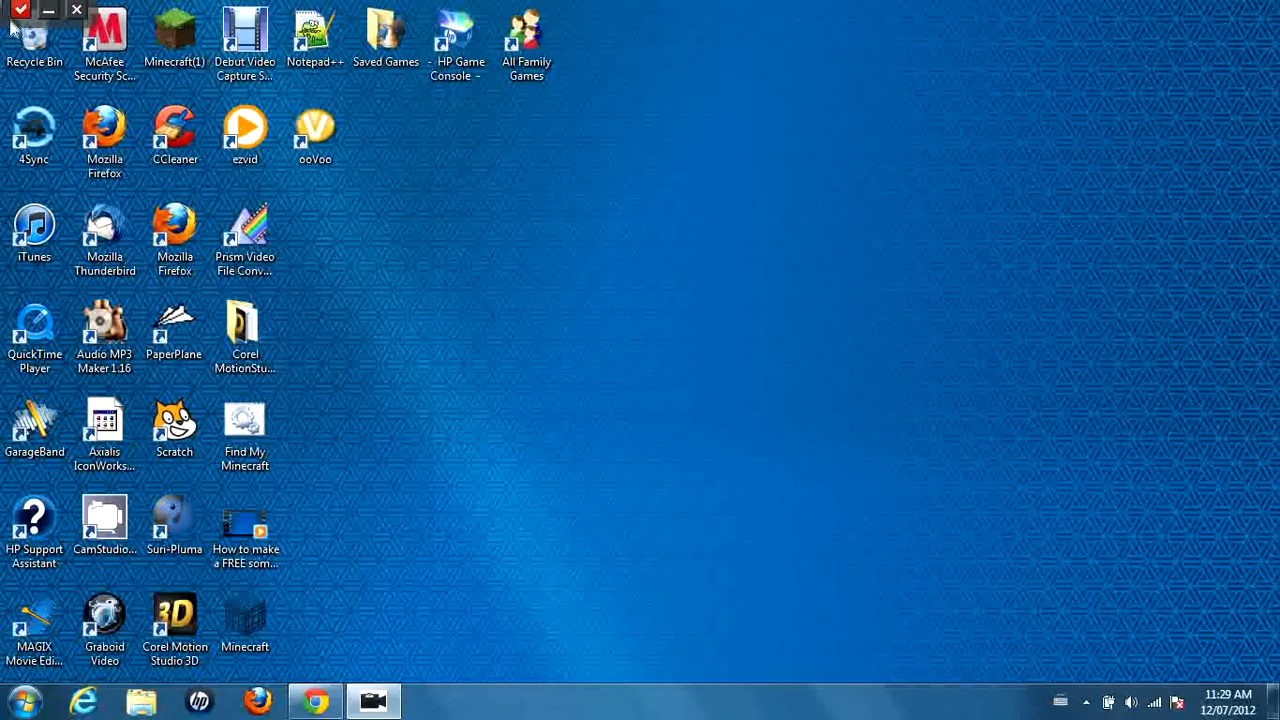 Recycle Bin
McAfee
Security Sc...
Minecraft(1)
Debut Video
Capture S...
Notepad++
Saved Games
- HP Game
Console -
All Family
Games
4Sync
Mozilla
Firefox
CCleaner
ezvid
ooVoo
iTunes
Mozilla
Thunderbird
Mozilla
Firefox
Prism Video
File Conv...
QuickTime
Player
Audio MP3
Maker 1.16
PaperPlane
Corel
MotionStu...
GarageBand
Axialis
IconWorks...
Scratch
Find My
Minecraft
HP Support
Assistant
CamStudio...
Suri-Pluma
How to make
a FREE som...
MAGIX
Movie Edi...
Graboid
Video
3D
Corel Motion
Studio 3D
Minecraft
hp
11:29 AM
12/07/2012